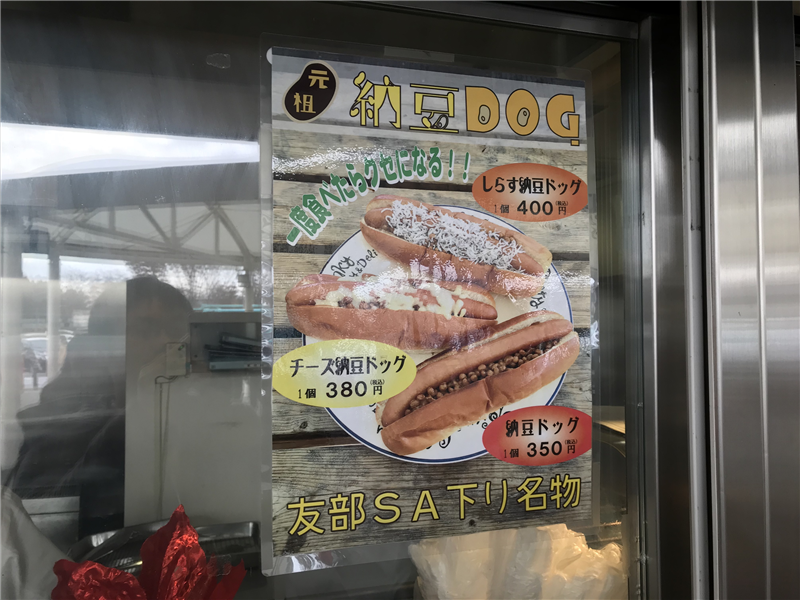 元祖
納豆DOG
一度食べたらクセになる！！
しらす納豆ドッグ
1個 400円(税込)
チーズ納豆ドッグ
1個 380円(税込)
納豆ドッグ
1個 350円(税込)
友部SA下り名物